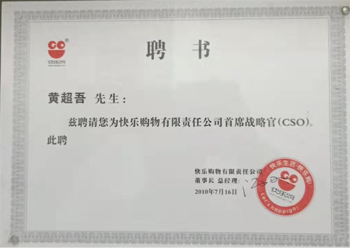 聘书
黄超吾 先生:
兹聘请您为快乐购物有限责任公司首席战略官(CSO)。
此聘
快乐购物有限责任公司
董事长 总经理:
2010年7月16日